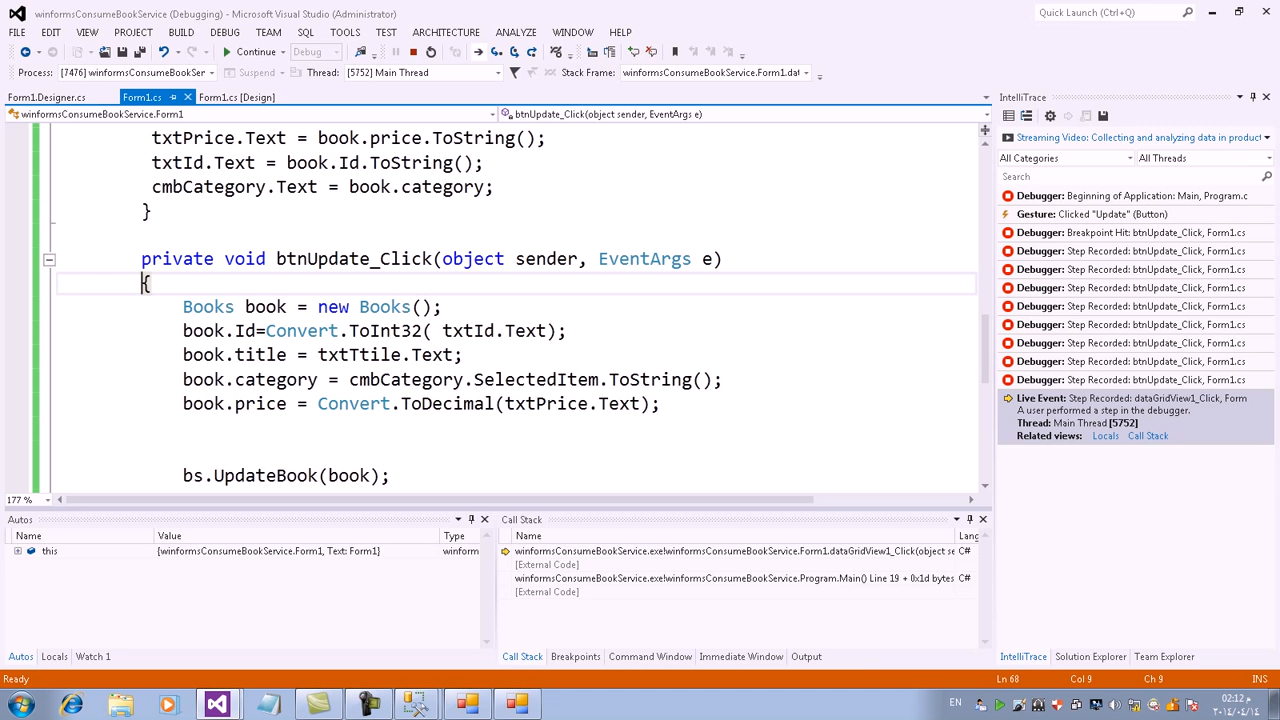 winformsConsumeBookService (Debugging) - Microsoft Visual Studio (Administrator)
Quick Launch (Ctrl+Q)
FILE EDIT VIEW PROJECT BUILD DEBUG TEAM SQL TOOLS TEST ARCHITECTURE ANALYZE WINDOW HELP
Continue Debug
Process: [7476] winformsConsumeBookSer Suspend Thread: [5752] Main Thread Stack Frame: winformsConsumeBookService.Form1.da
Form1.Designer.cs Form1.cs Form1.cs [Design]
winformsConsumeBookService.Form1 btnUpdate_Click(object sender, EventArgs e)
txtPrice.Text = book.price.ToString();
txtId.Text = book.Id.ToString();
cmbCategory.Text = book.category;
}
private void btnUpdate_Click(object sender, EventArgs e)
{
Books book = new Books();
book.Id=Convert.ToInt32( txtId.Text);
book.title = txtTtile.Text;
book.category = cmbCategory.SelectedItem.ToString();
book.price = Convert.ToDecimal(txtPrice.Text);
bs.UpdateBook(book);
177 %
IntelliTrace
Streaming Video: Collecting and analyzing data in product
All Categories All Threads
Search
Debugger: Beginning of Application: Main, Program.c
Gesture: Clicked "Update" (Button)
Debugger: Breakpoint Hit: btnUpdate_Click, Form1.cs
Debugger: Step Recorded: btnUpdate_Click, Form1.cs
Debugger: Step Recorded: btnUpdate_Click, Form1.cs
Debugger: Step Recorded: btnUpdate_Click, Form1.cs
Debugger: Step Recorded: btnUpdate_Click, Form1.cs
Debugger: Step Recorded: btnUpdate_Click, Form1.cs
Debugger: Step Recorded: btnUpdate_Click, Form1.cs
Debugger: Step Recorded: btnUpdate_Click, Form1.cs
Debugger: Step Recorded: btnUpdate_Click, Form1.cs
Live Event: Step Recorded: dataGridView1_Click, Form
A user performed a step in the debugger.
Thread: Main Thread [5752]
Related views: Locals Call Stack
Autos
Name Value Type
this {winformsConsumeBookService.Form1, Text: Form1} winform
Call Stack
Name Lang
winformsConsumeBookService.exe!winformsConsumeBookService.Form1.dataGridView1_Click(object se C#
[External Code]
winformsConsumeBookService.exe!winformsConsumeBookService.Program.Main() Line 19 + 0x1d bytes C#
[External Code]
Autos Locals Watch 1
Call Stack Breakpoints Command Window Immediate Window Output
IntelliTrace Solution Explorer Team Explorer
Ready Ln 68 Col 9 Ch 9 INS
EN
02:12 م
٢٠١٤/٠٤/١٤